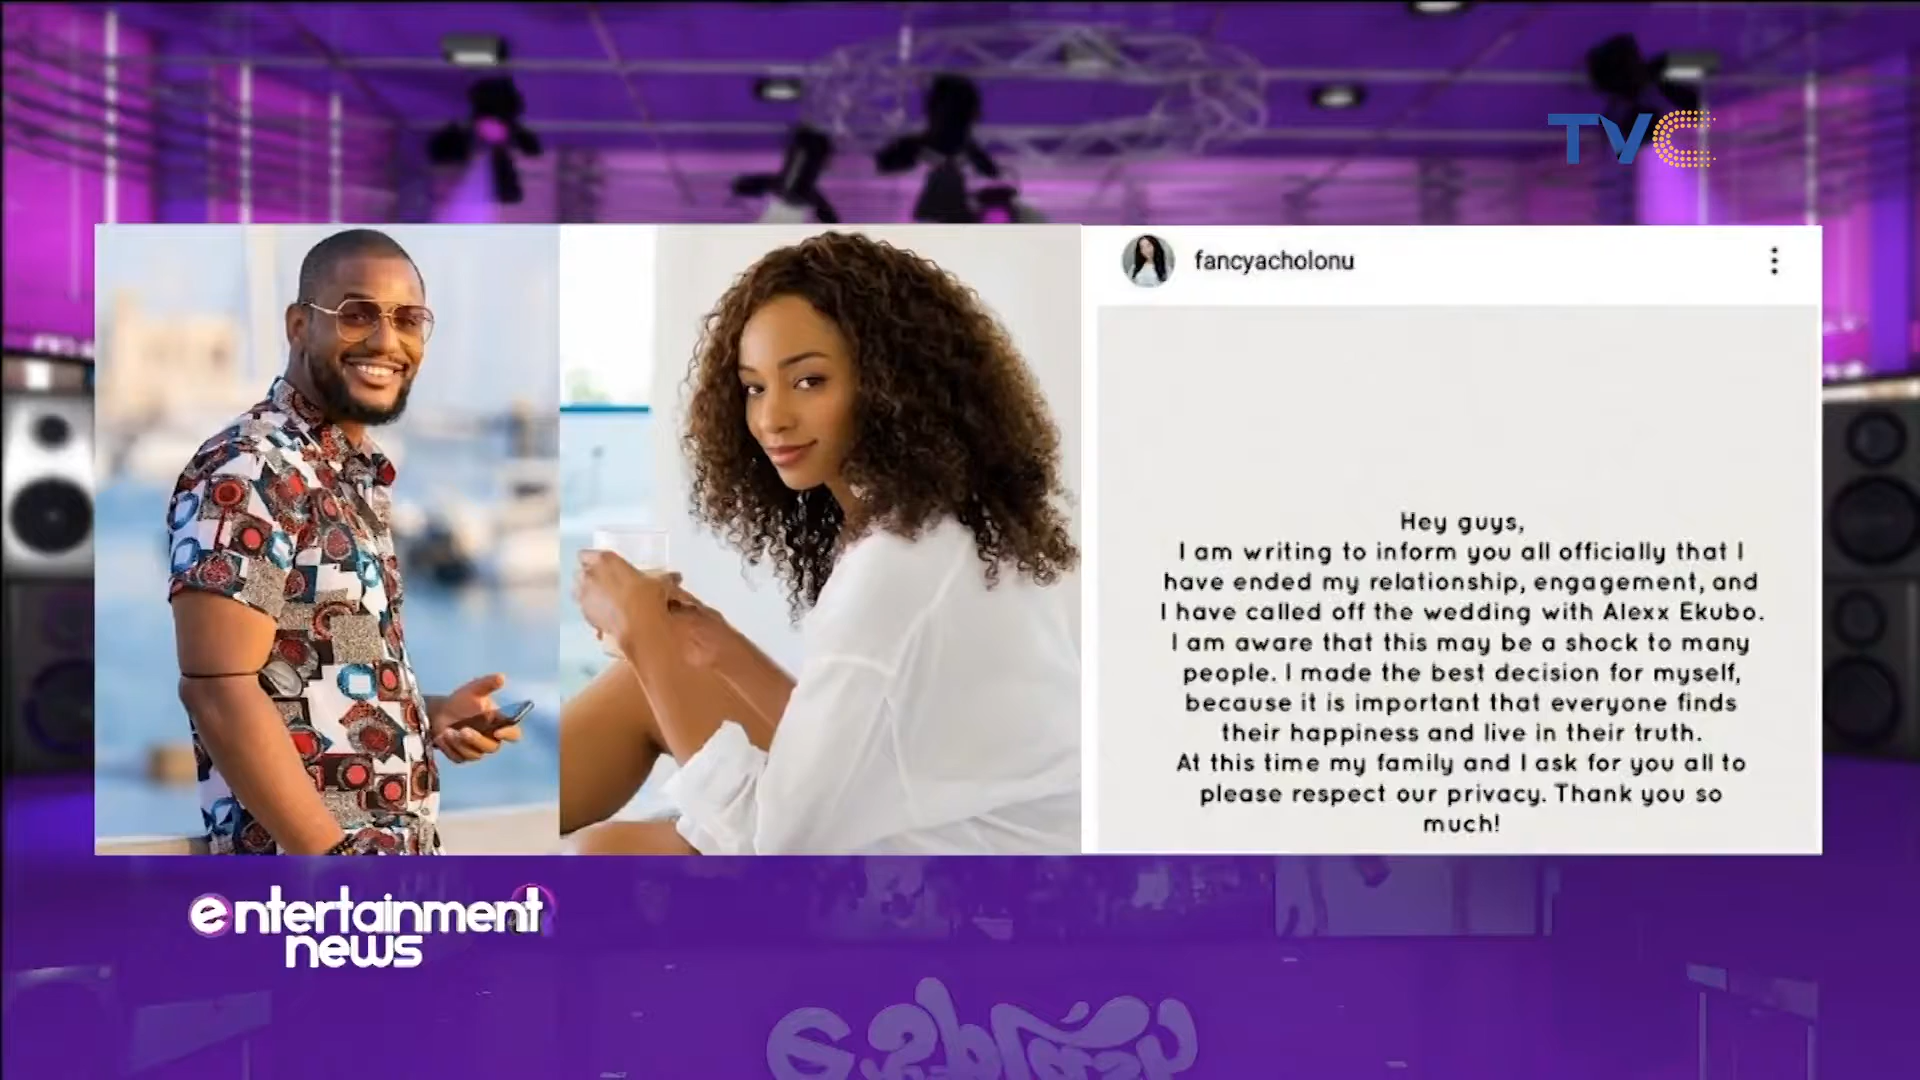 TVC
fancyacholonu
Hey guys,
I am writing to inform you all officially that I
have ended my relationship, engagement, and
I have called off the wedding with Alexx Ekubo.
I am aware that this may be a shock to many
people. I made the best decision for myself,
because it is important that everyone finds
their happiness and live in their truth.
At this time my family and I ask for you all to
please respect our privacy. Thank you so
much!
entertainment
news